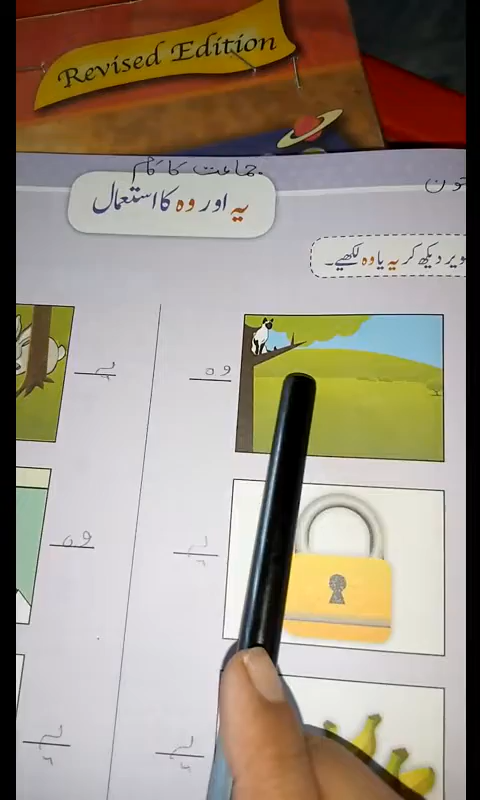 Revised Edition
جماعت کا کام
یہ اور وہ کا استعمال
دیکھ کر یہ یا وہ لکھیے۔
وہ
یہ
یہ
وہ
یہ
یہ